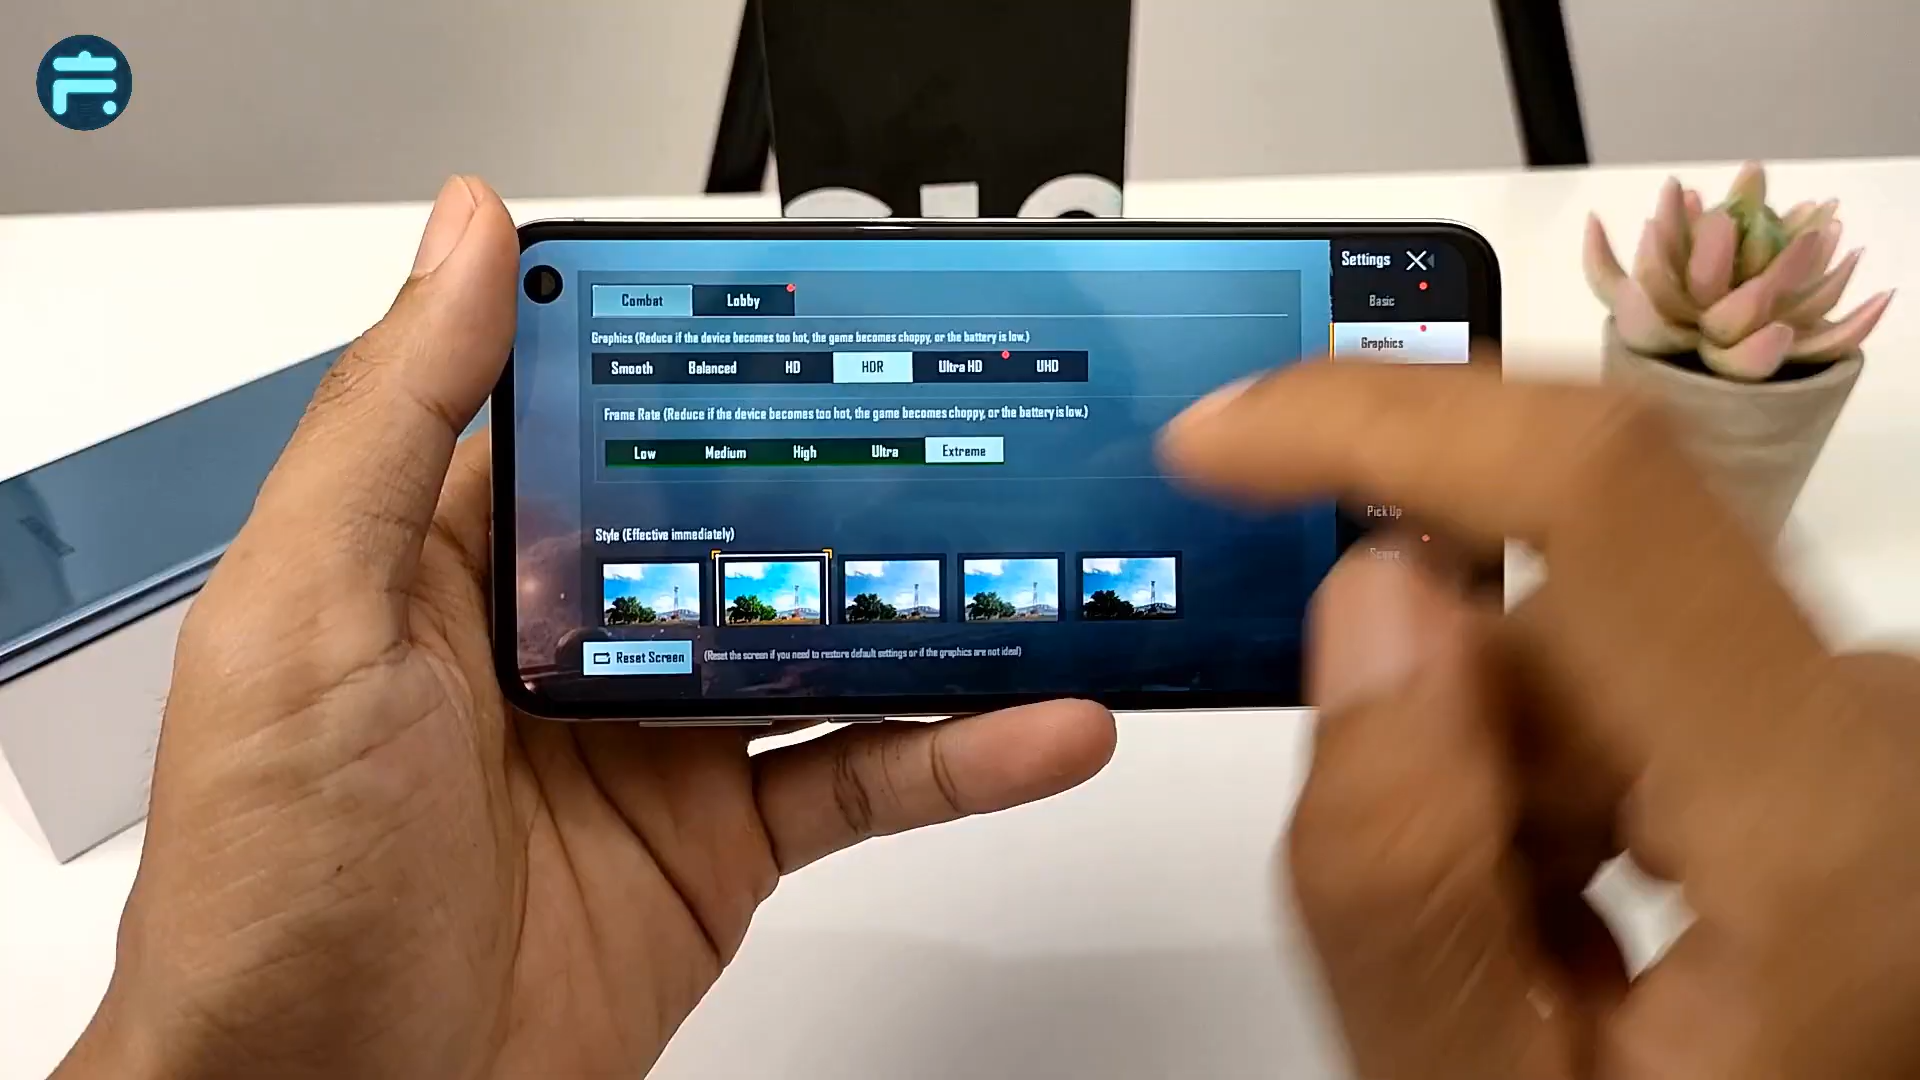 Settings
Combat Lobby
Basic
Graphics (Reduce if the device becomes too hot, the game becomes choppy, or the battery is low.)
Graphics
Smooth Balanced HD HDR Ultra HD UHD
Frame Rate (Reduce if the device becomes too hot, the game becomes choppy, or the battery is low.)
Low Medium High Ultra Extreme
Pick Up
Scope
Style (Effective immediately)
Reset Screen (Reset the screen if you need to restore default settings or if the graphics are not ideal)